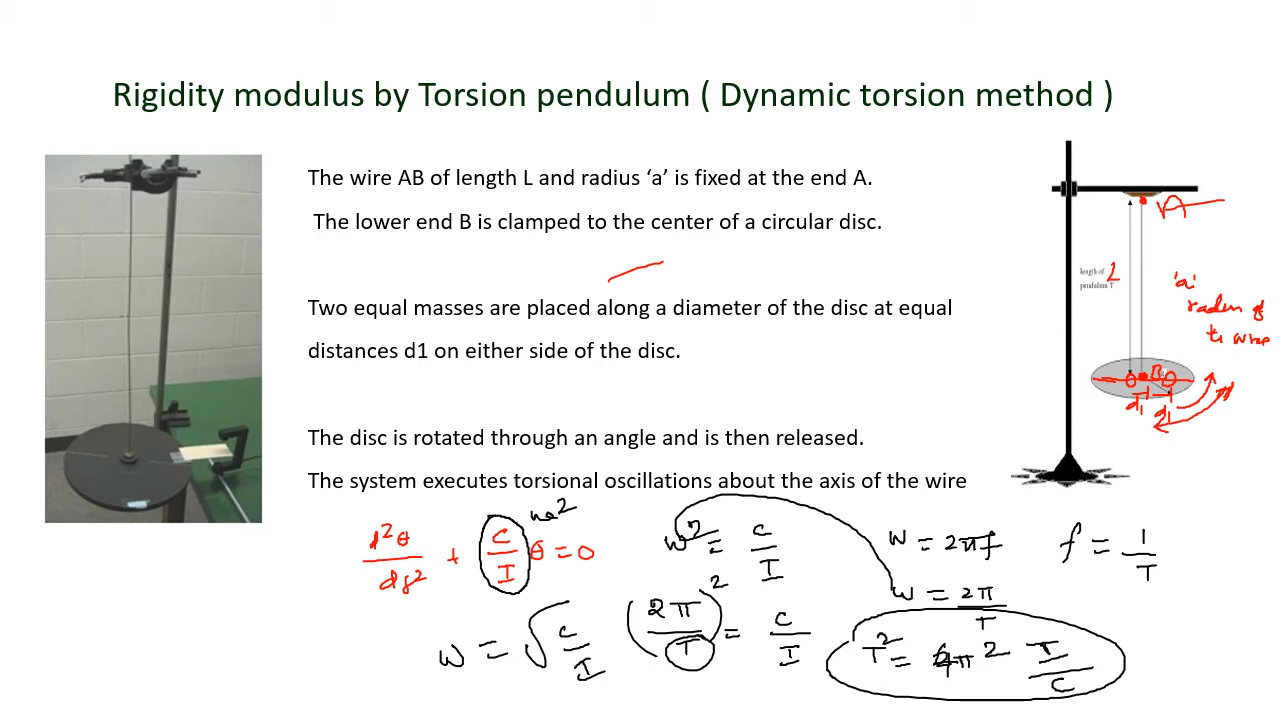 Rigidity modulus by Torsion pendulum ( Dynamic torsion method )
The wire AB of length L and radius ‘a’ is fixed at the end A.
The lower end B is clamped to the center of a circular disc.
Two equal masses are placed along a diameter of the disc at equal
distances d1 on either side of the disc.
The disc is rotated through an angle and is then released.
The system executes torsional oscillations about the axis of the wire
A
length of L
pendulum
'a'
radius of
the wire
B
d1 d1
d²θ/dt² + C/I θ = 0
ω² = C/I
ω = 2πf
f = 1/T
ω = 2π/T
ω = √C/I
(2π/T)² = C/I
T² = 4π² I/C